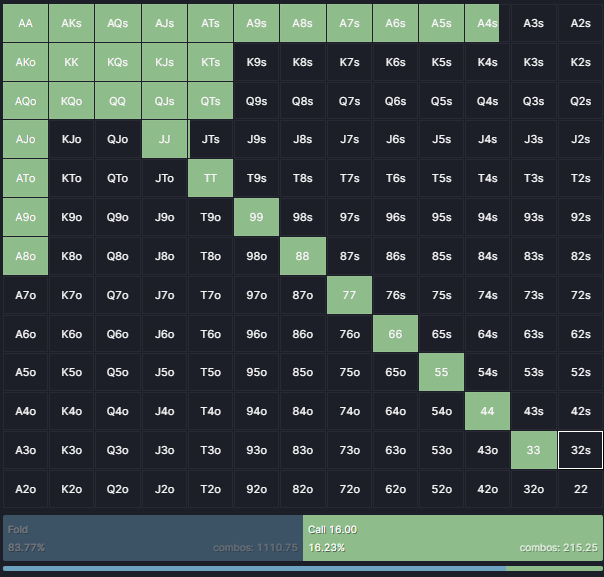 AA AKs AQs AJs ATs A9s A8s A7s A6s A5s A4s A3s A2s
AKo KK KQs KJs KTs K9s K8s K7s K6s K5s K4s K3s K2s
AQo KQo QQ QJs QTs Q9s Q8s Q7s Q6s Q5s Q4s Q3s Q2s
AJo KJo QJo JJ JTs J9s J8s J7s J6s J5s J4s J3s J2s
ATo KTo QTo JTo TT T9s T8s T7s T6s T5s T4s T3s T2s
A9o K9o Q9o J9o T9o 99 98s 97s 96s 95s 94s 93s 92s
A8o K8o Q8o J8o T8o 98o 88 87s 86s 85s 84s 83s 82s
A7o K7o Q7o J7o T7o 97o 87o 77 76s 75s 74s 73s 72s
A6o K6o Q6o J6o T6o 96o 86o 76o 66 65s 64s 63s 62s
A5o K5o Q5o J5o T5o 95o 85o 75o 65o 55 54s 53s 52s
A4o K4o Q4o J4o T4o 94o 84o 74o 64o 54o 44 43s 42s
A3o K3o Q3o J3o T3o 93o 83o 73o 63o 53o 43o 33 32s
A2o K2o Q2o J2o T2o 92o 82o 72o 62o 52o 42o 32o 22
Fold Call 16.00
83.77% combos: 1110.75 16.23% combos: 215.25